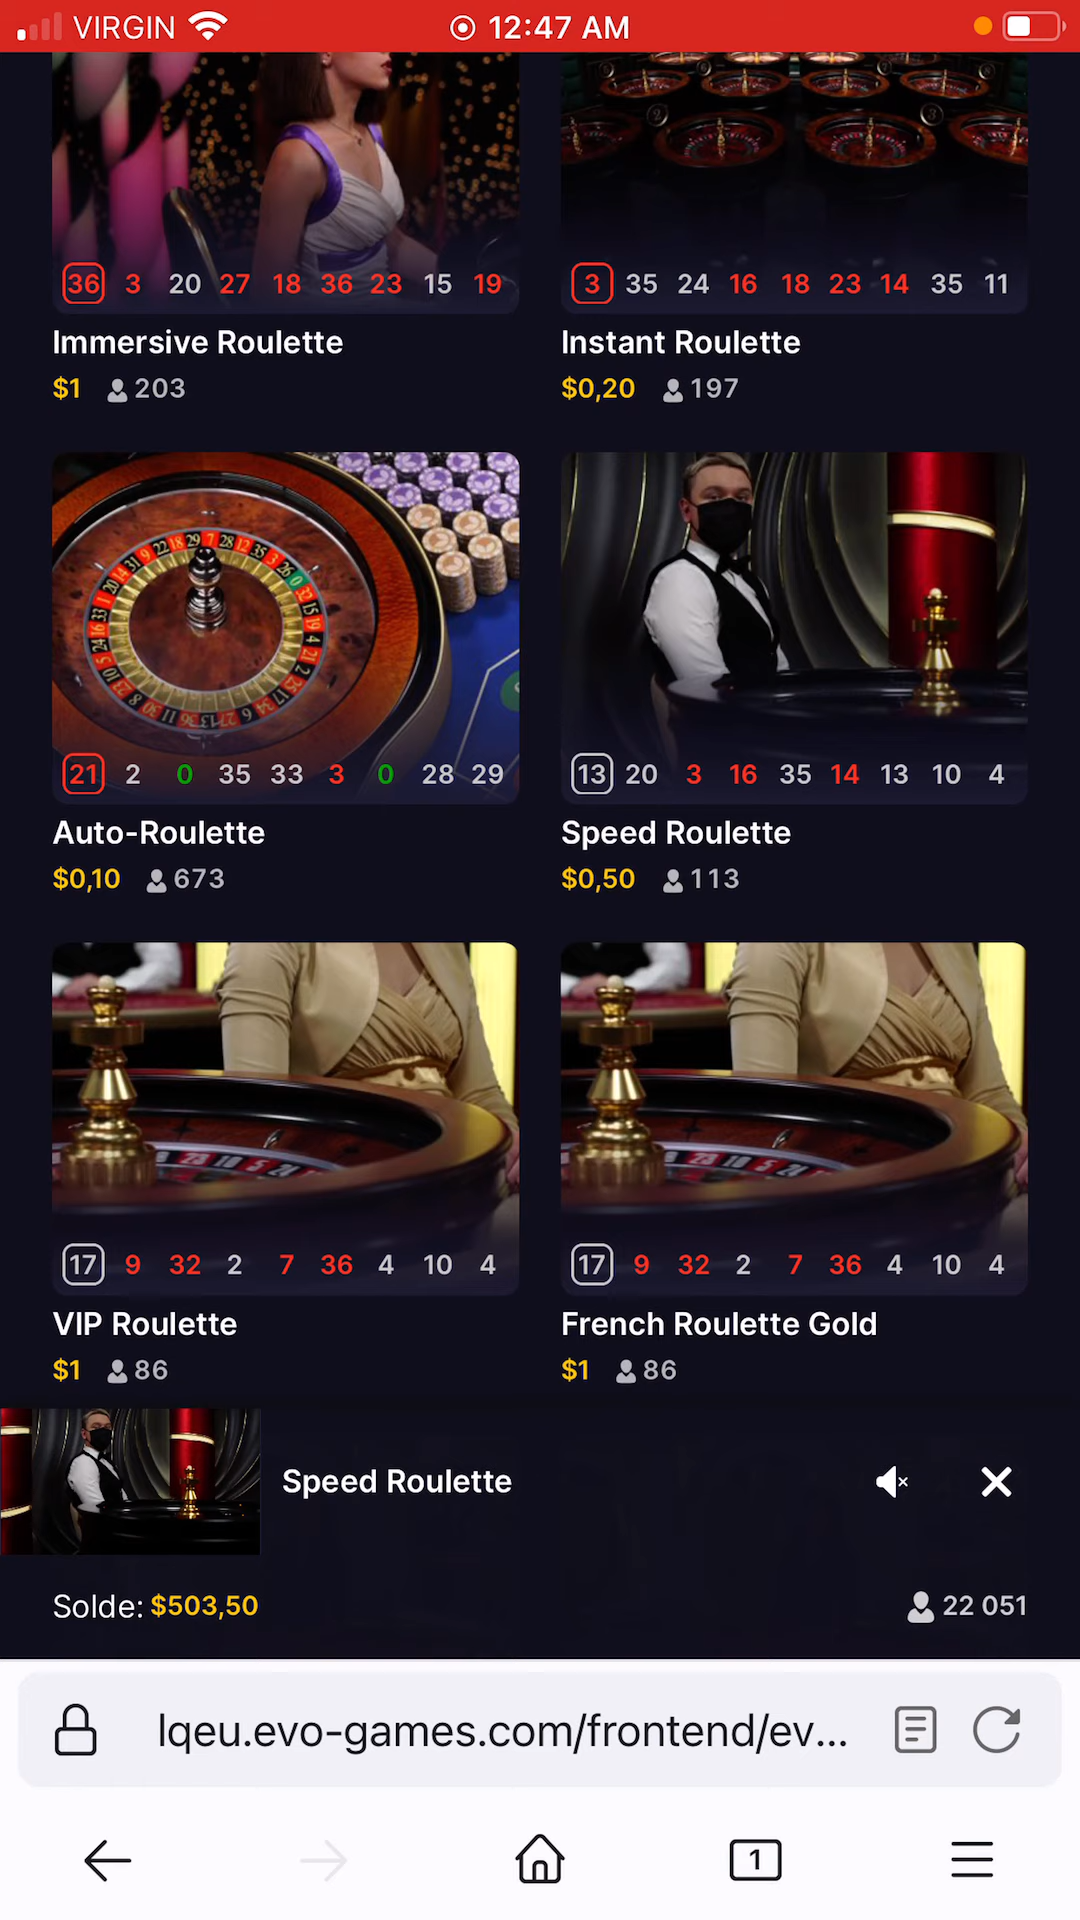 VIRGIN 12:47 AM
36 3 20 27 18 36 23 15 19
3 35 24 16 18 23 14 35 11
Immersive Roulette
Instant Roulette
$1 203
$0,20 197
21 2 0 35 33 3 0 28 29
13 20 3 16 35 14 13 10 4
Auto-Roulette
Speed Roulette
$0,10 673
$0,50 113
17 9 32 2 7 36 4 10 4
17 9 32 2 7 36 4 10 4
VIP Roulette
French Roulette Gold
$1 86
$1 86
Speed Roulette
Solde: $503,50
22 051
lqeu.evo-games.com/frontend/ev...
1